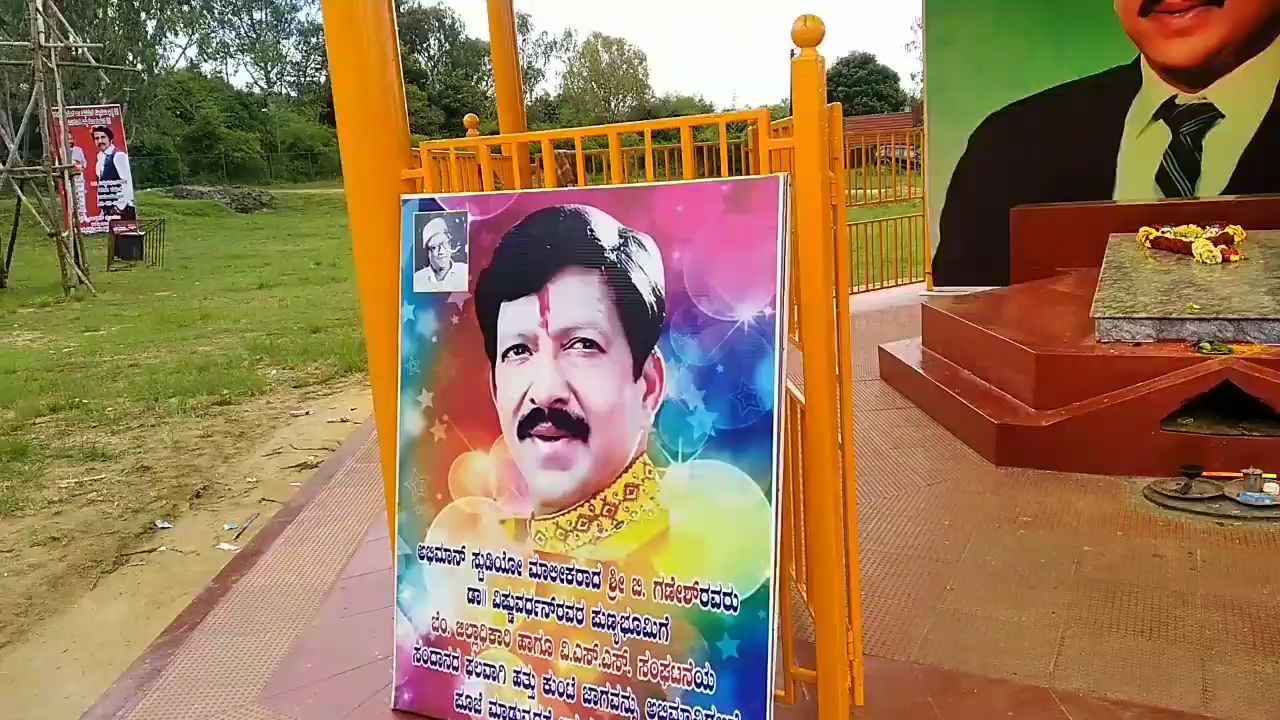 ಅಭಿಮಾನ್ ಸ್ಟುಡಿಯೋ ಮಾಲೀಕರಾದ ಶ್ರೀ ಬಿ. ಗಣೇಶ್‌ರವರು
ಡಾ|| ವಿಷ್ಣುವರ್ಧನ್‌ರವರ ಪುಣ್ಯಭೂಮಿಗೆ
ಬೆಂ. ಜಿಲ್ಲಾಧಿಕಾರಿ ಹಾಗೂ ವಿ.ಎಸ್.ಎಸ್. ಸಂಘಟನೆಯ
ಸಂದಾನದ ಫಲವಾಗಿ ಹತ್ತು ಕುಂಟೆ ಜಾಗವನ್ನು
ಪೂಜೆ